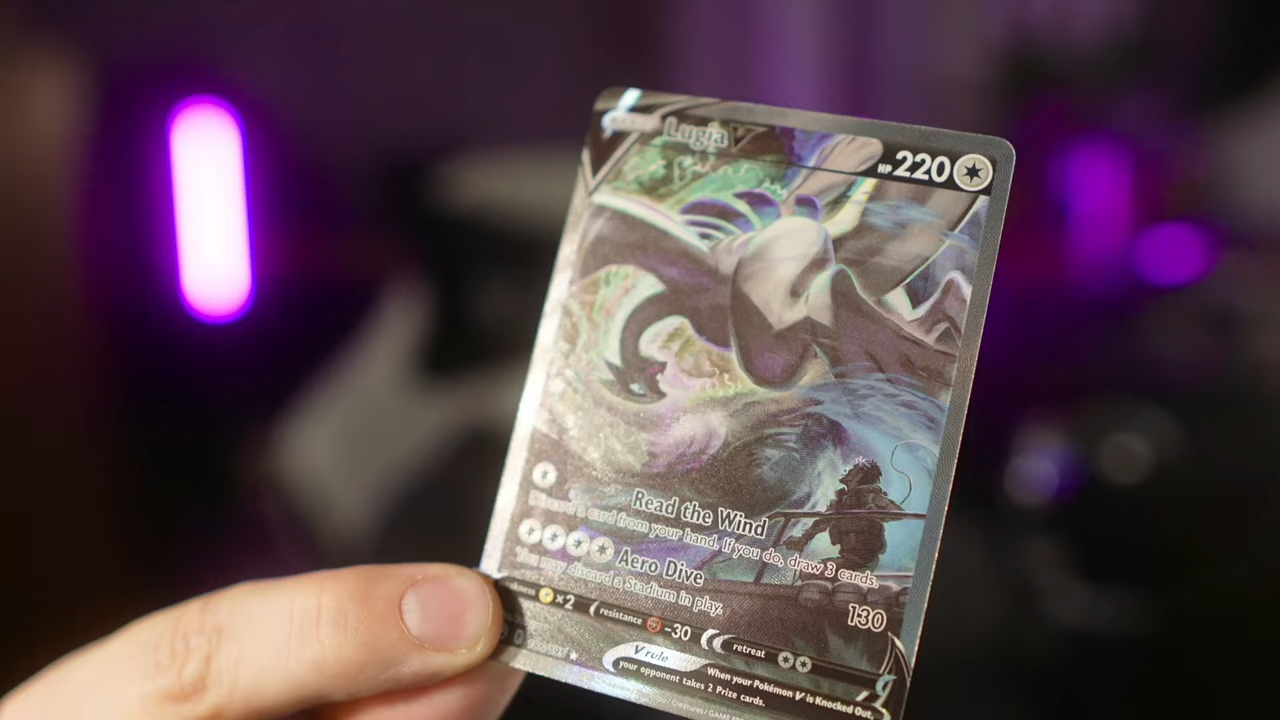 Lugia V
HP 220
Read the Wind
Discard a card from your hand. If you do, draw 3 cards.
Aero Dive
130
You may discard a Stadium in play.
×2
resistance -30
retreat
V rule
When your Pokémon V is Knocked Out,
your opponent takes 2 Prize cards.